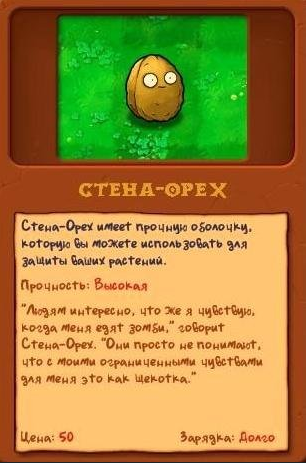 СТЕНА-ОРЕХ
Стена-Орех имеет прочную оболочку,
которую вы можете использовать для
защиты ваших растений.
Прочность: Высокая
"Людям интересно, что же я чувствую,
когда меня едят зомби," говорит
Стена-Орех. "Они просто не понимают,
что с моими ограниченными чувствами
для меня это как щекотка."
Цена: 50 Зарядка: Долго